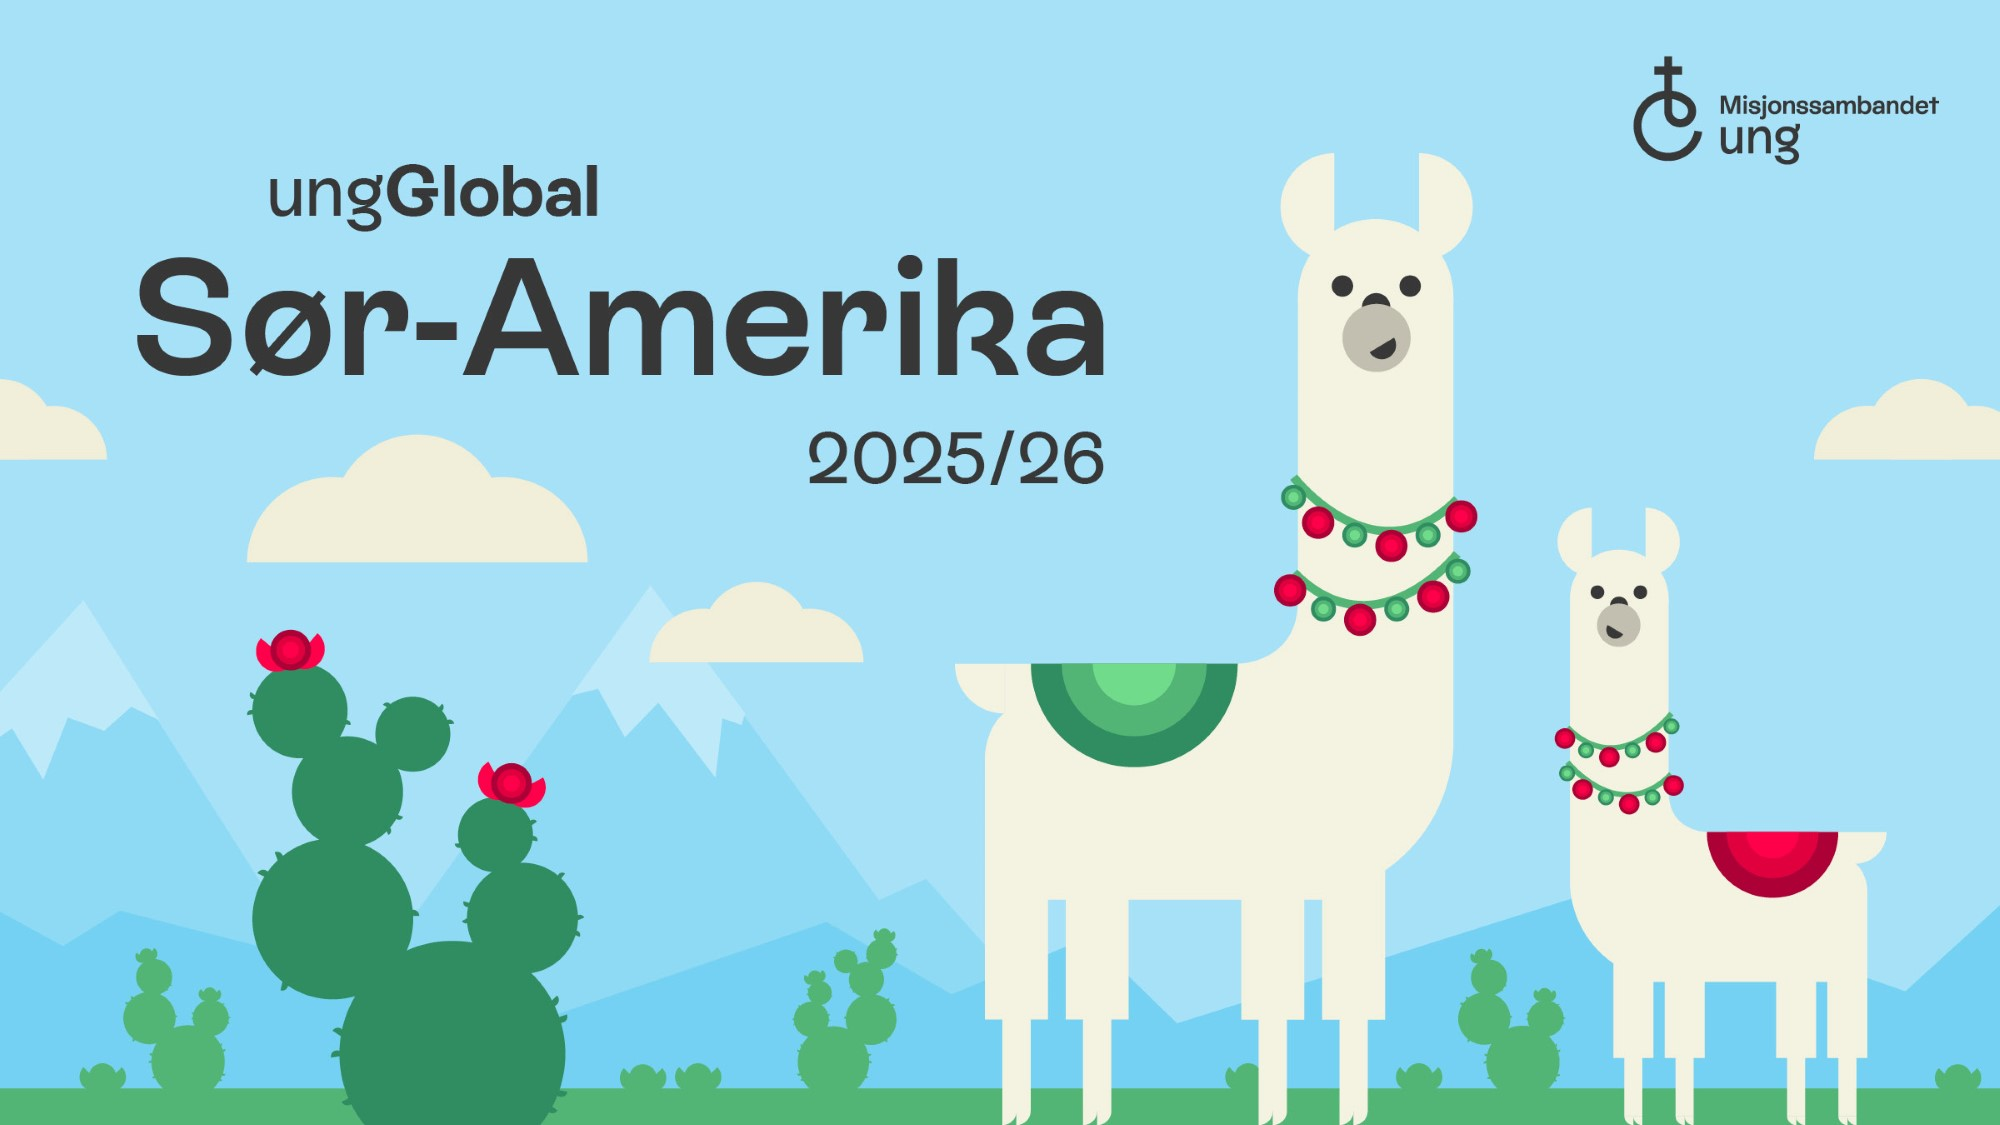 Misjonssambandet
ung
ungGlobal
Sør-Amerika
2025/26